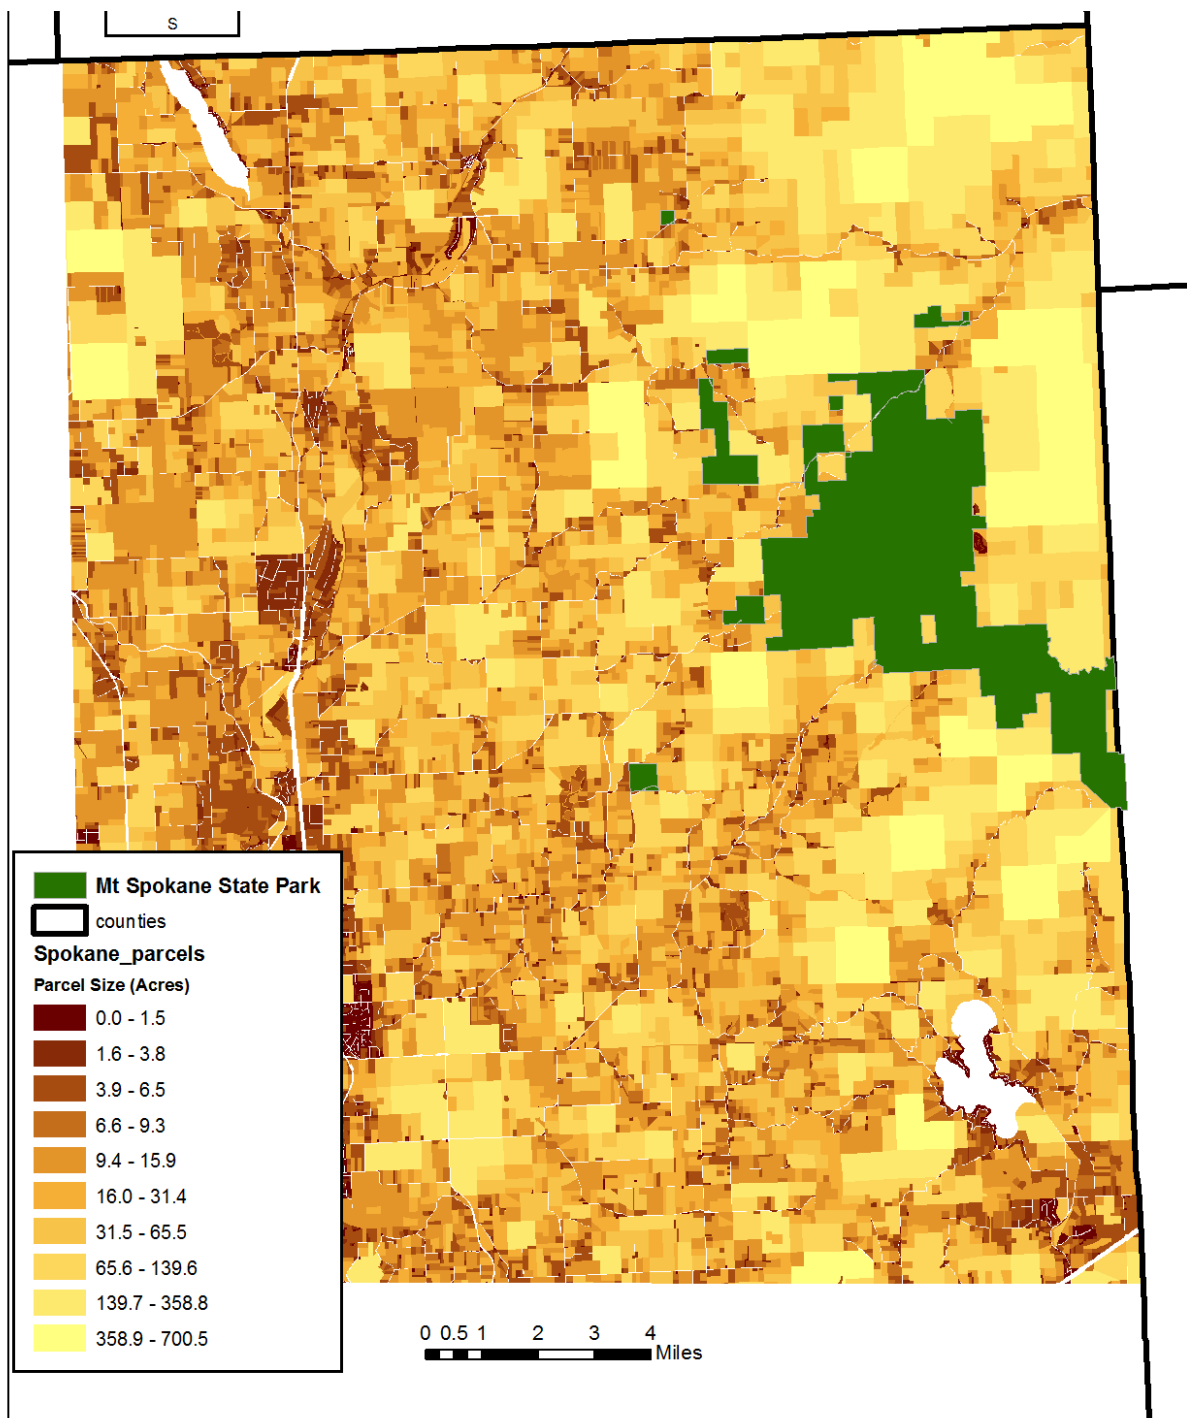 S
Mt Spokane State Park
counties
Spokane_parcels
Parcel Size (Acres)
0.0 - 1.5
1.6 - 3.8
3.9 - 6.5
6.6 - 9.3
9.4 - 15.9
16.0 - 31.4
31.5 - 65.5
65.6 - 139.6
139.7 - 358.8
358.9 - 700.5
0 0.5 1 2 3 4
Miles